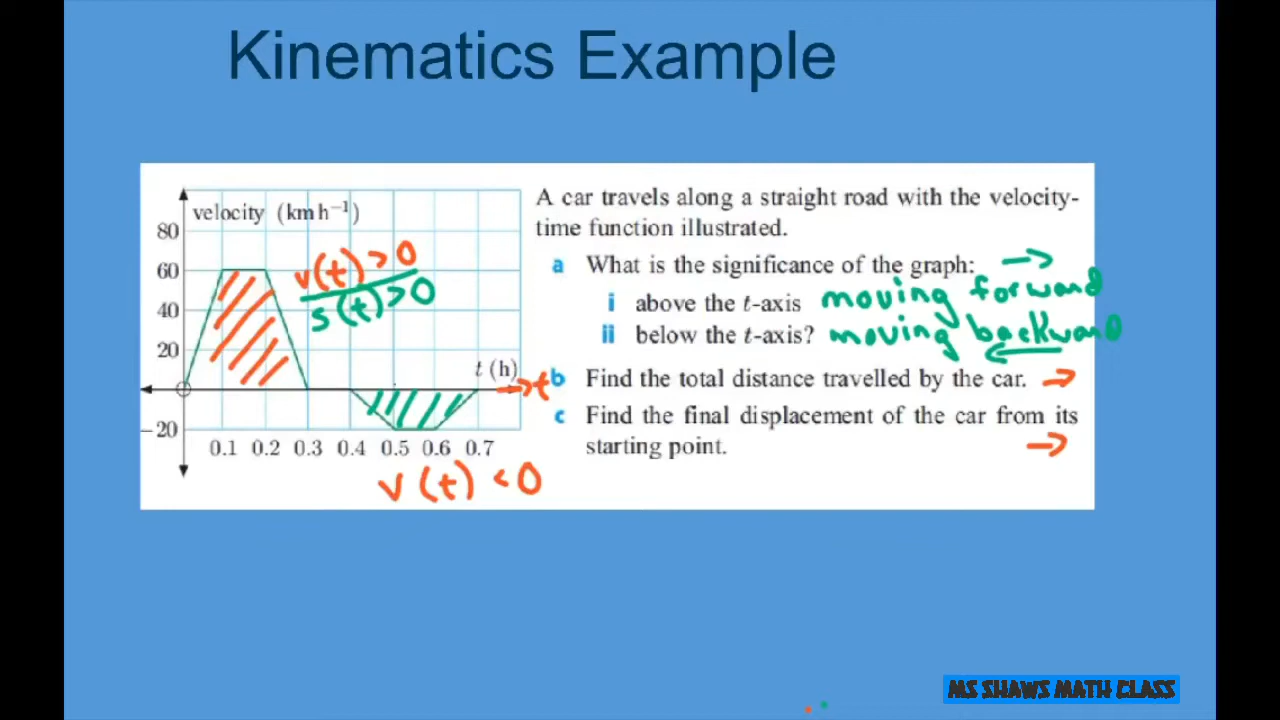 Kinematics Example
velocity (km h⁻¹)
80
60
40
20
-20
0.1 0.2 0.3 0.4 0.5 0.6 0.7
t (h)
v(t) > 0
s(t) > 0
t
v(t) < 0
A car travels along a straight road with the velocity-
time function illustrated.
a What is the significance of the graph: →
i above the t-axis moving forward
ii below the t-axis? moving backward
b Find the total distance travelled by the car. →
c Find the final displacement of the car from its
starting point. →
MS SHAWS MATH CLASS